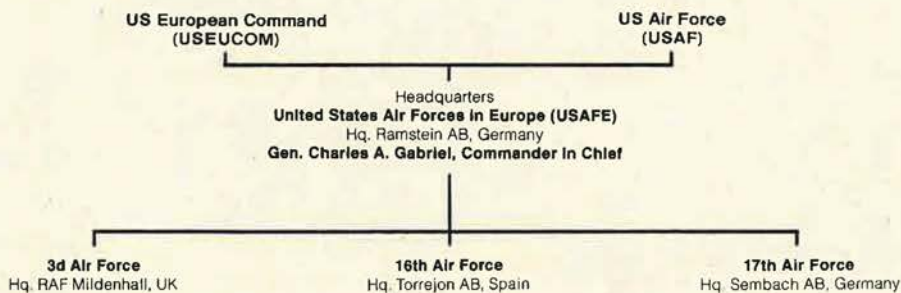 US European Command
(USEUCOM)
US Air Force
(USAF)
Headquarters
United States Air Forces in Europe (USAFE)
Hq. Ramstein AB, Germany
Gen. Charles A. Gabriel, Commander in Chief
3d Air Force
Hq. RAF Mildenhall, UK
16th Air Force
Hq. Torrejon AB, Spain
17th Air Force
Hq. Sembach AB, Germany